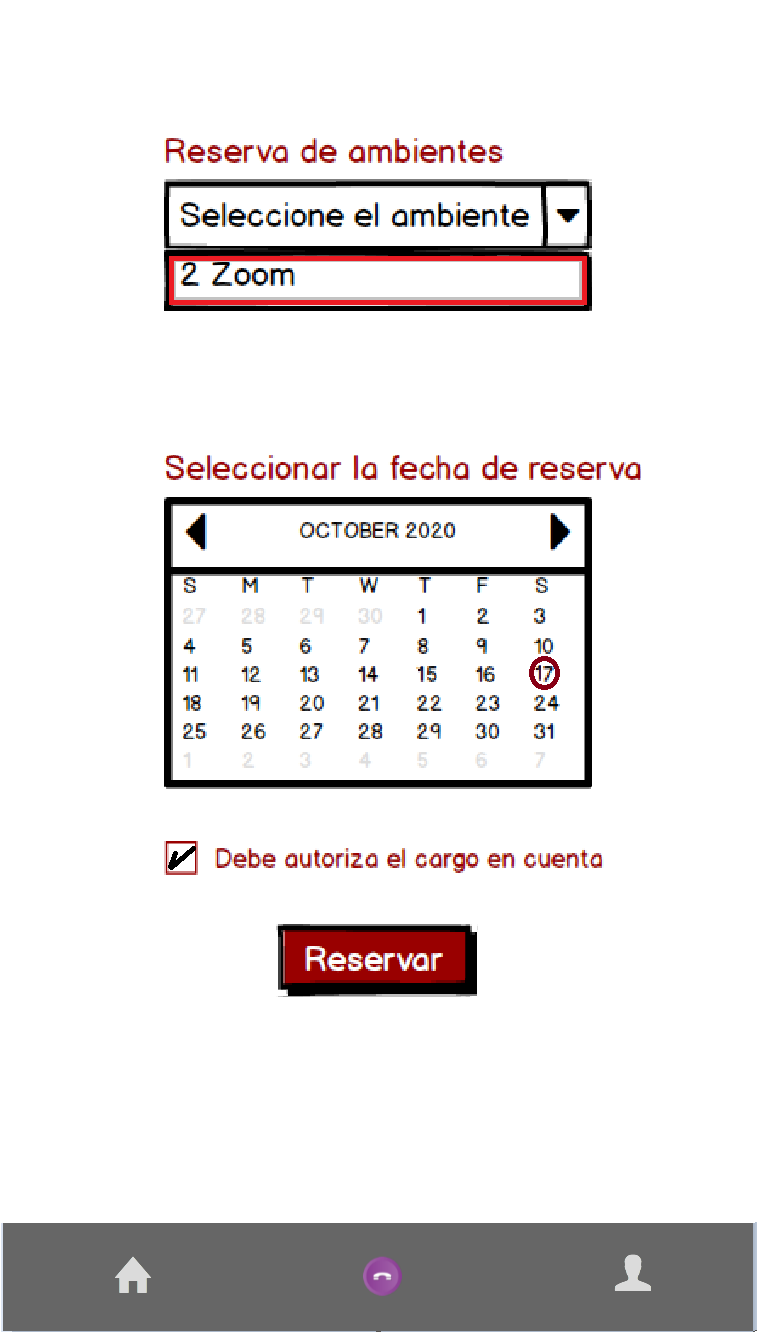 Reserva de ambientes
Seleccione el ambiente
2 Zoom
Seleccionar la fecha de reserva
OCTOBER 2020
S M T W T F S
27 28 29 30 1 2 3
4 5 6 7 8 9 10
11 12 13 14 15 16 17
18 19 20 21 22 23 24
25 26 27 28 29 30 31
1 2 3 4 5 6 7
Debe autoriza el cargo en cuenta
Reservar